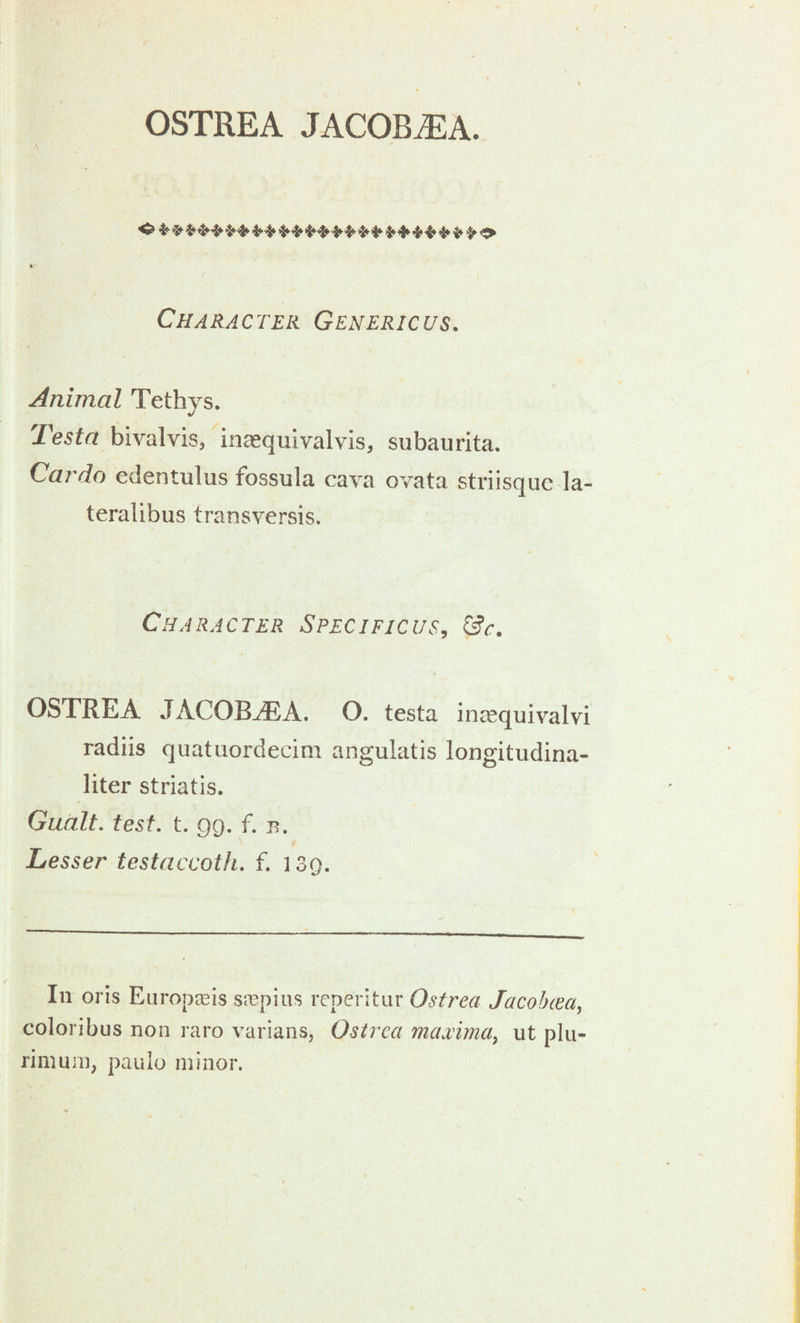 OSTREA JACOBÆA.
CHARACTER GENERICUS.
Animal Tethys.
Testa bivalvis, inæquivalvis, subaurita.
Cardo edentulus fossula cava ovata striisque la-
teralibus transversis.
CHARACTER SPECIFICUS, &c.
OSTREA JACOBÆA. O. testa inæquivalvi
radiis quatuordecim angulatis longitudina-
liter striatis.
Gualt. test. t. 99. f. B.
Lesser testaceoth. f. 139.
In oris Europæis sæpius reperitur Ostrea Jacobæa,
coloribus non raro varians, Ostrea maxima, ut plu-
rimum, paulo minor.